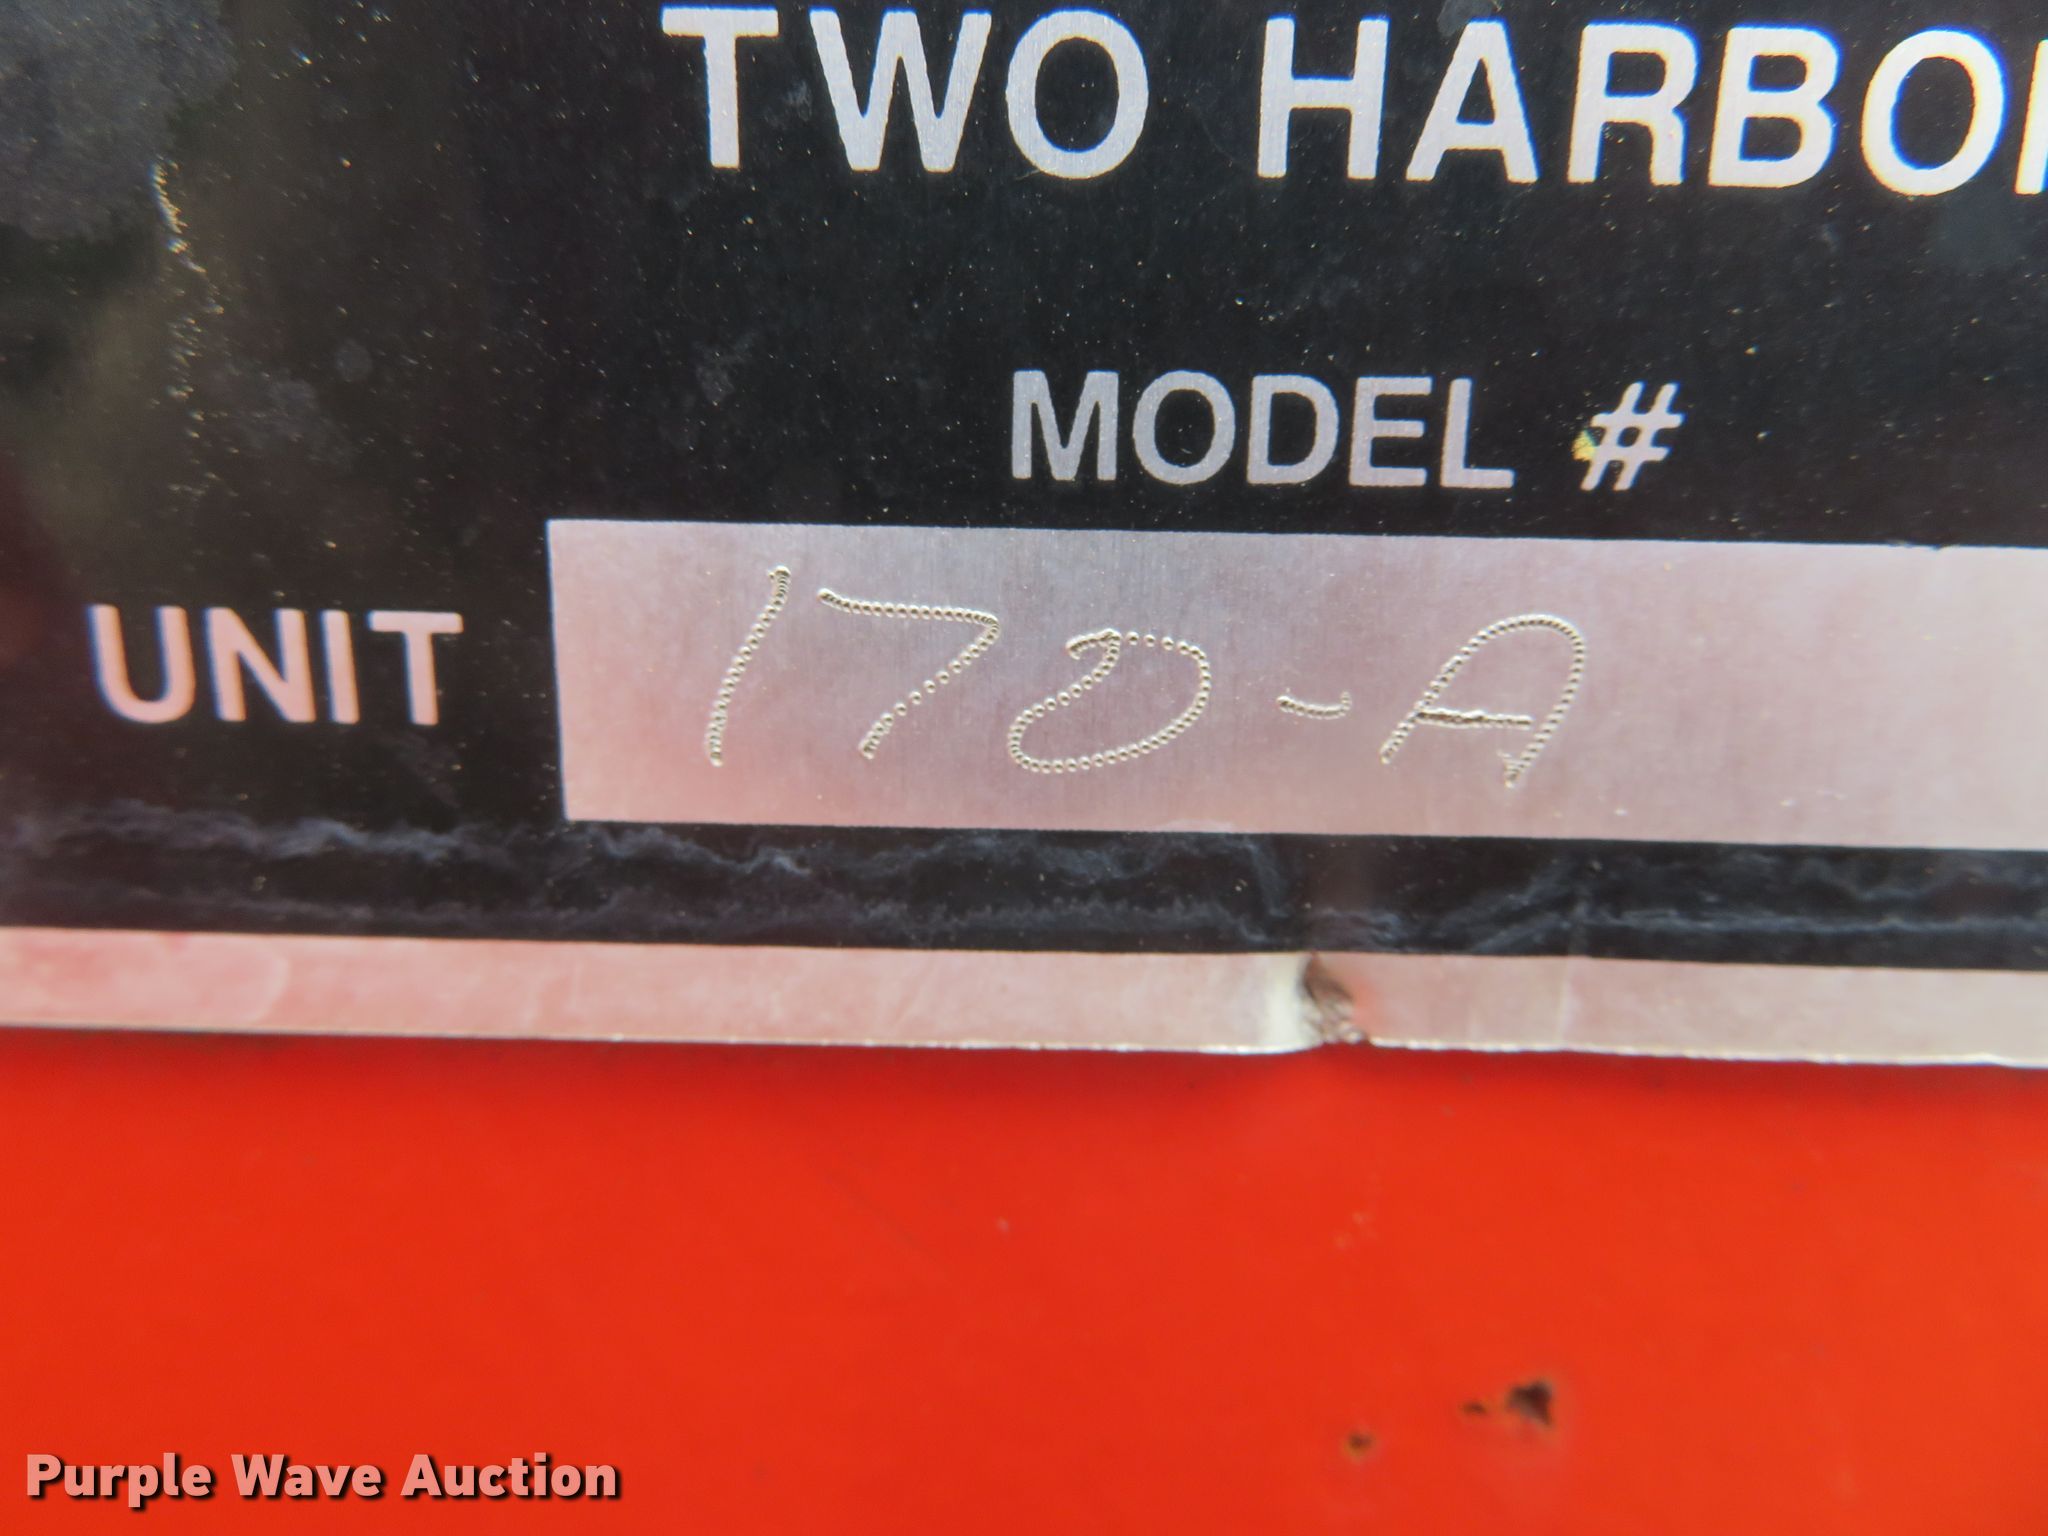 TWO HARBO
MODEL #
UNIT 170-A
Purple Wave Auction